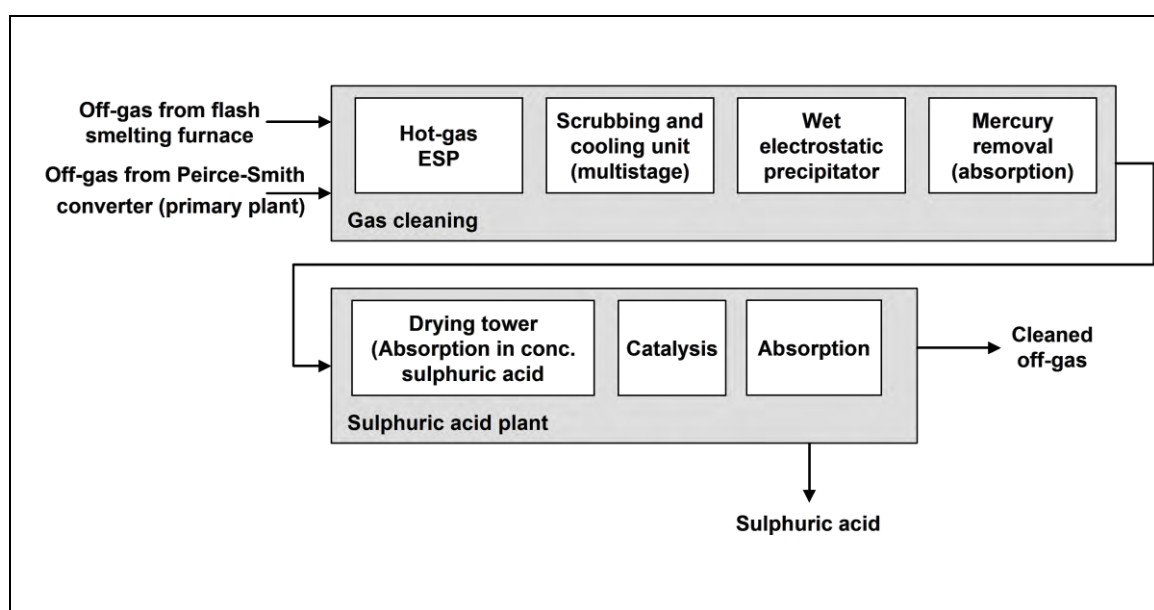 Off-gas from flash
smelting furnace
Off-gas from Peirce-Smith
converter (primary plant)
Hot-gas
ESP
Scrubbing and
cooling unit
(multistage)
Wet
electrostatic
precipitator
Mercury
removal
(absorption)
Gas cleaning
Drying tower
(Absorption in conc.
sulphuric acid
Catalysis
Absorption
Sulphuric acid plant
Cleaned
off-gas
Sulphuric acid